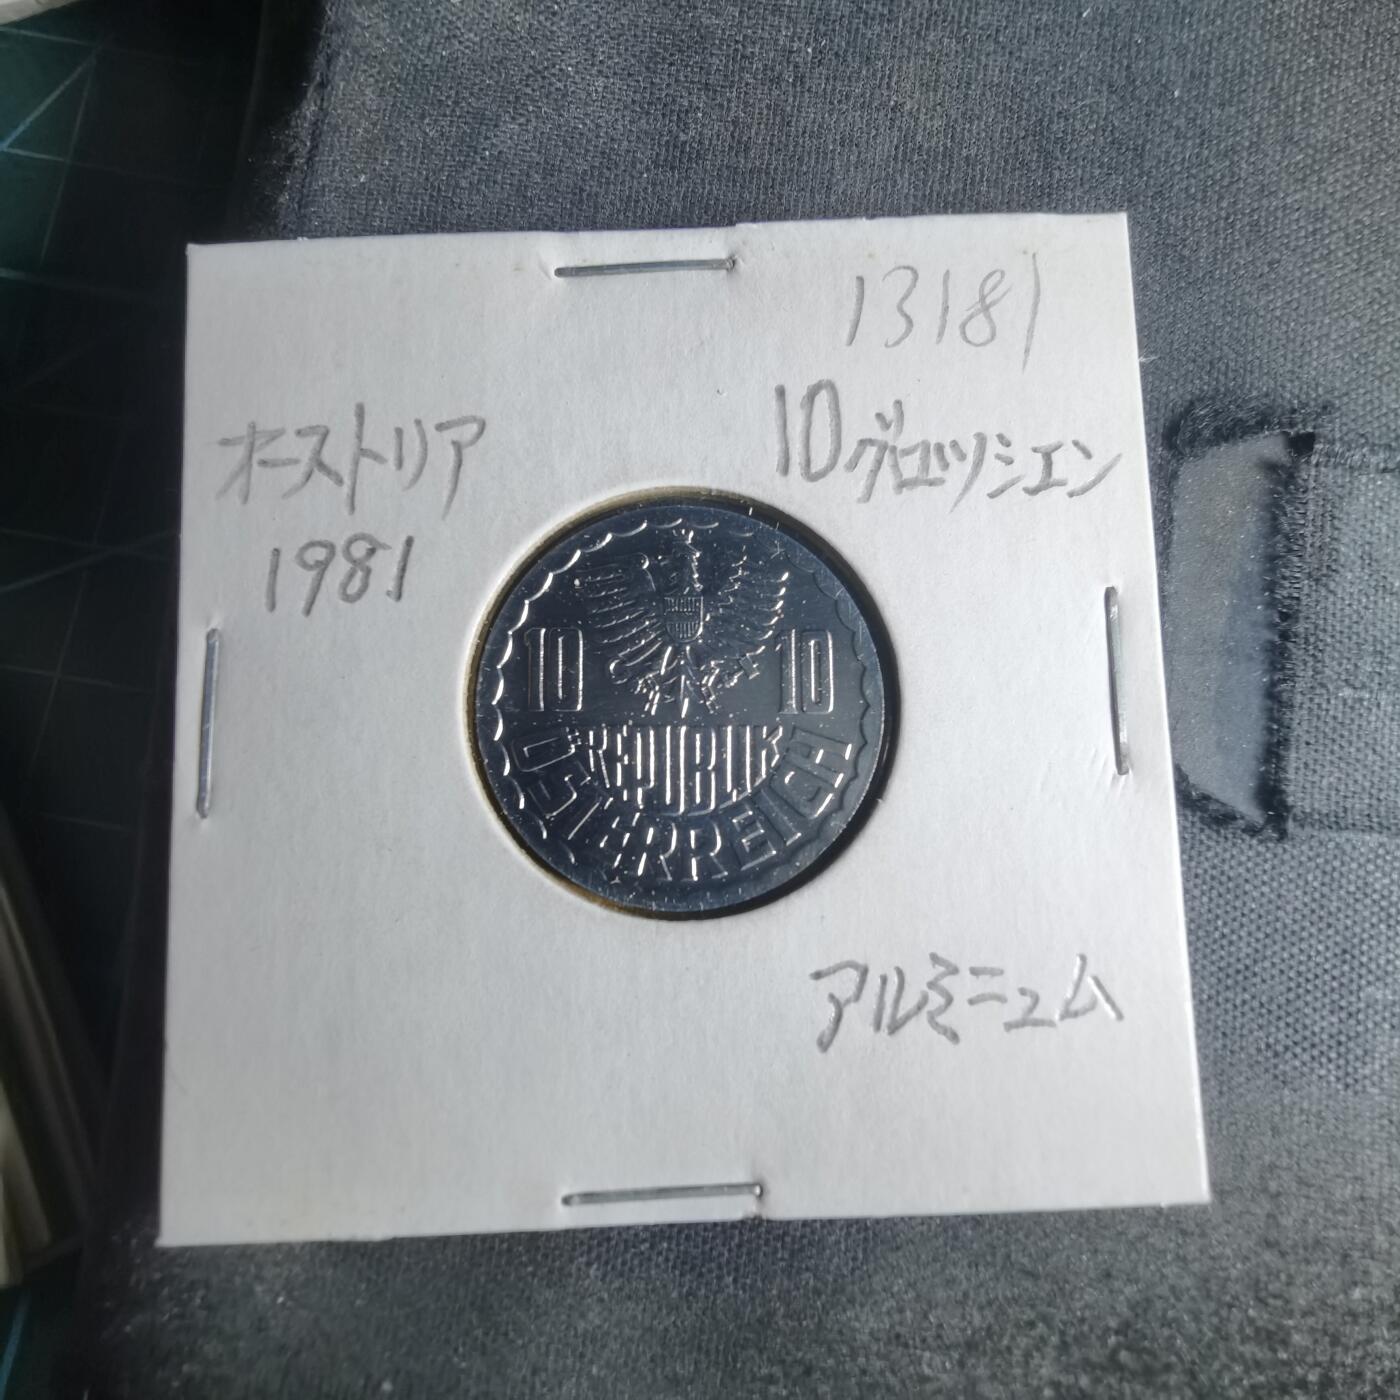 13181
オーストリア
10グロッシェン
1981
10 10
REPUBLIK
ÖSTERREICH
アルミニュム